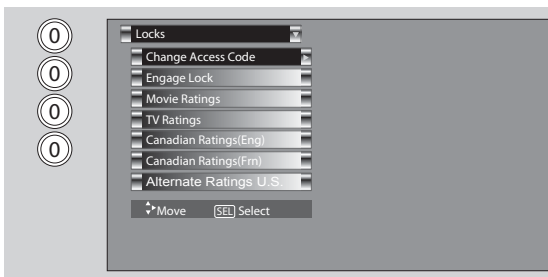 0
0
0
0
Locks
Change Access Code
Engage Lock
Movie Ratings
TV Ratings
Canadian Ratings(Eng)
Canadian Ratings(Frn)
Alternate Ratings U.S.
Move SEL Select